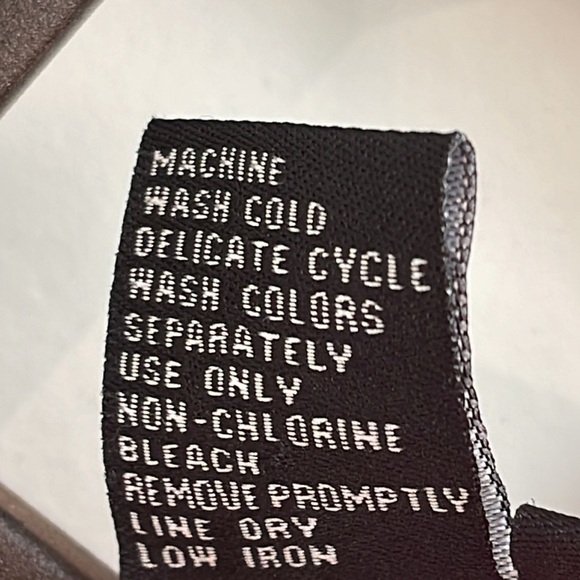 MACHINE
WASH COLD
DELICATE CYCLE
WASH COLORS
SEPARATELY
USE ONLY
NON-CHLORINE
BLEACH
REMOVE PROMPTLY
LINE DRY
LOW IRON